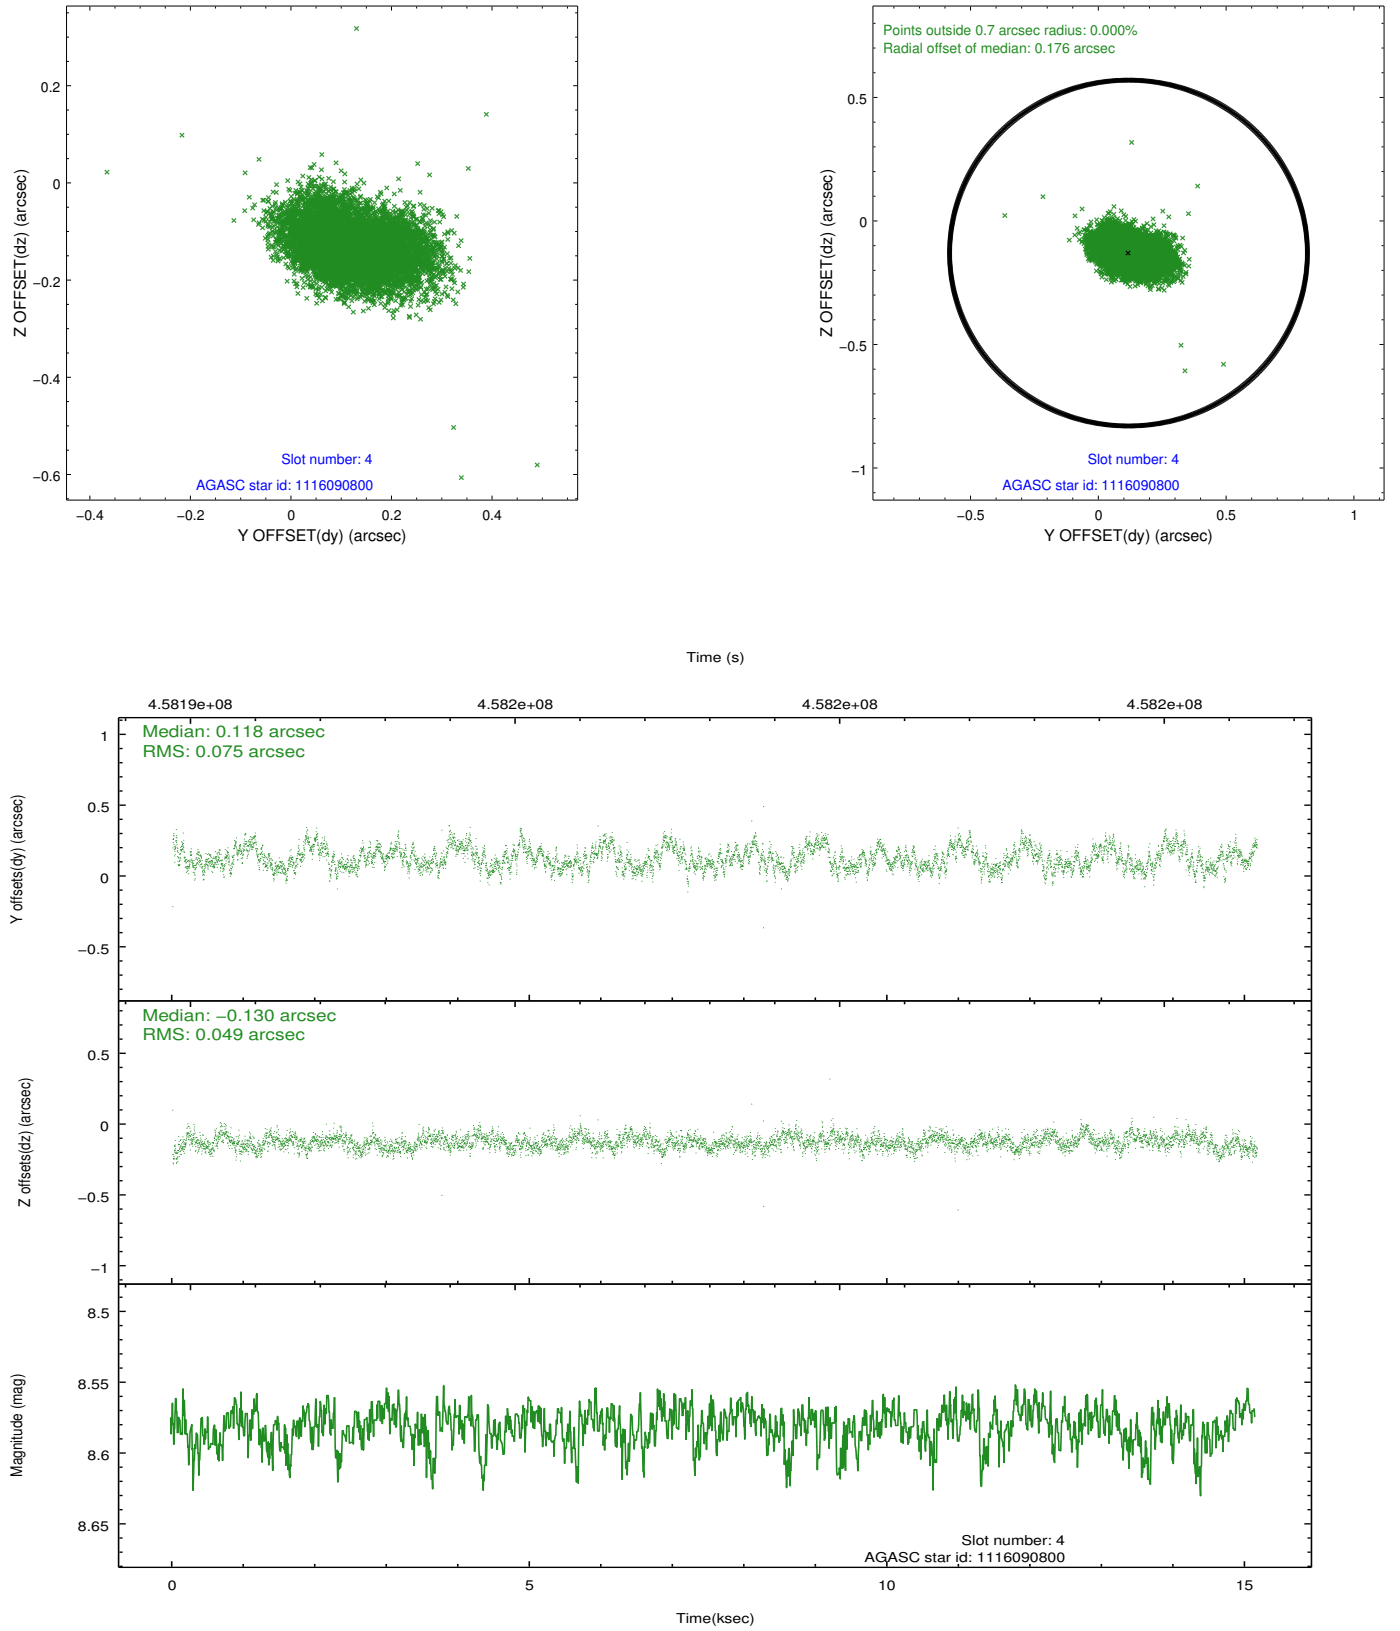 0.2
0
−0.2
−0.4
−0.6
Z OFFSET(dz) (arcsec)
Slot number: 4
AGASC star id: 1116090800
−0.4 −0.2 0 0.2 0.4
Y OFFSET(dy) (arcsec)
Points outside 0.7 arcsec radius: 0.000%
Radial offset of median: 0.176 arcsec
0.5
0
−0.5
−1
Z OFFSET(dz) (arcsec)
Slot number: 4
AGASC star id: 1116090800
−0.5 0 0.5 1
Y OFFSET(dy) (arcsec)
Time (s)
4.5819e+08 4.582e+08 4.582e+08 4.582e+08
Median: 0.118 arcsec
RMS: 0.075 arcsec
1
0.5
0
−0.5
Y offsets(dy) (arcsec)
Median: −0.130 arcsec
RMS: 0.049 arcsec
0.5
0
−0.5
−1
Z offsets(dz) (arcsec)
8.5
8.55
8.6
8.65
Magnitude (mag)
Slot number: 4
AGASC star id: 1116090800
0 5 10 15
Time(ksec)